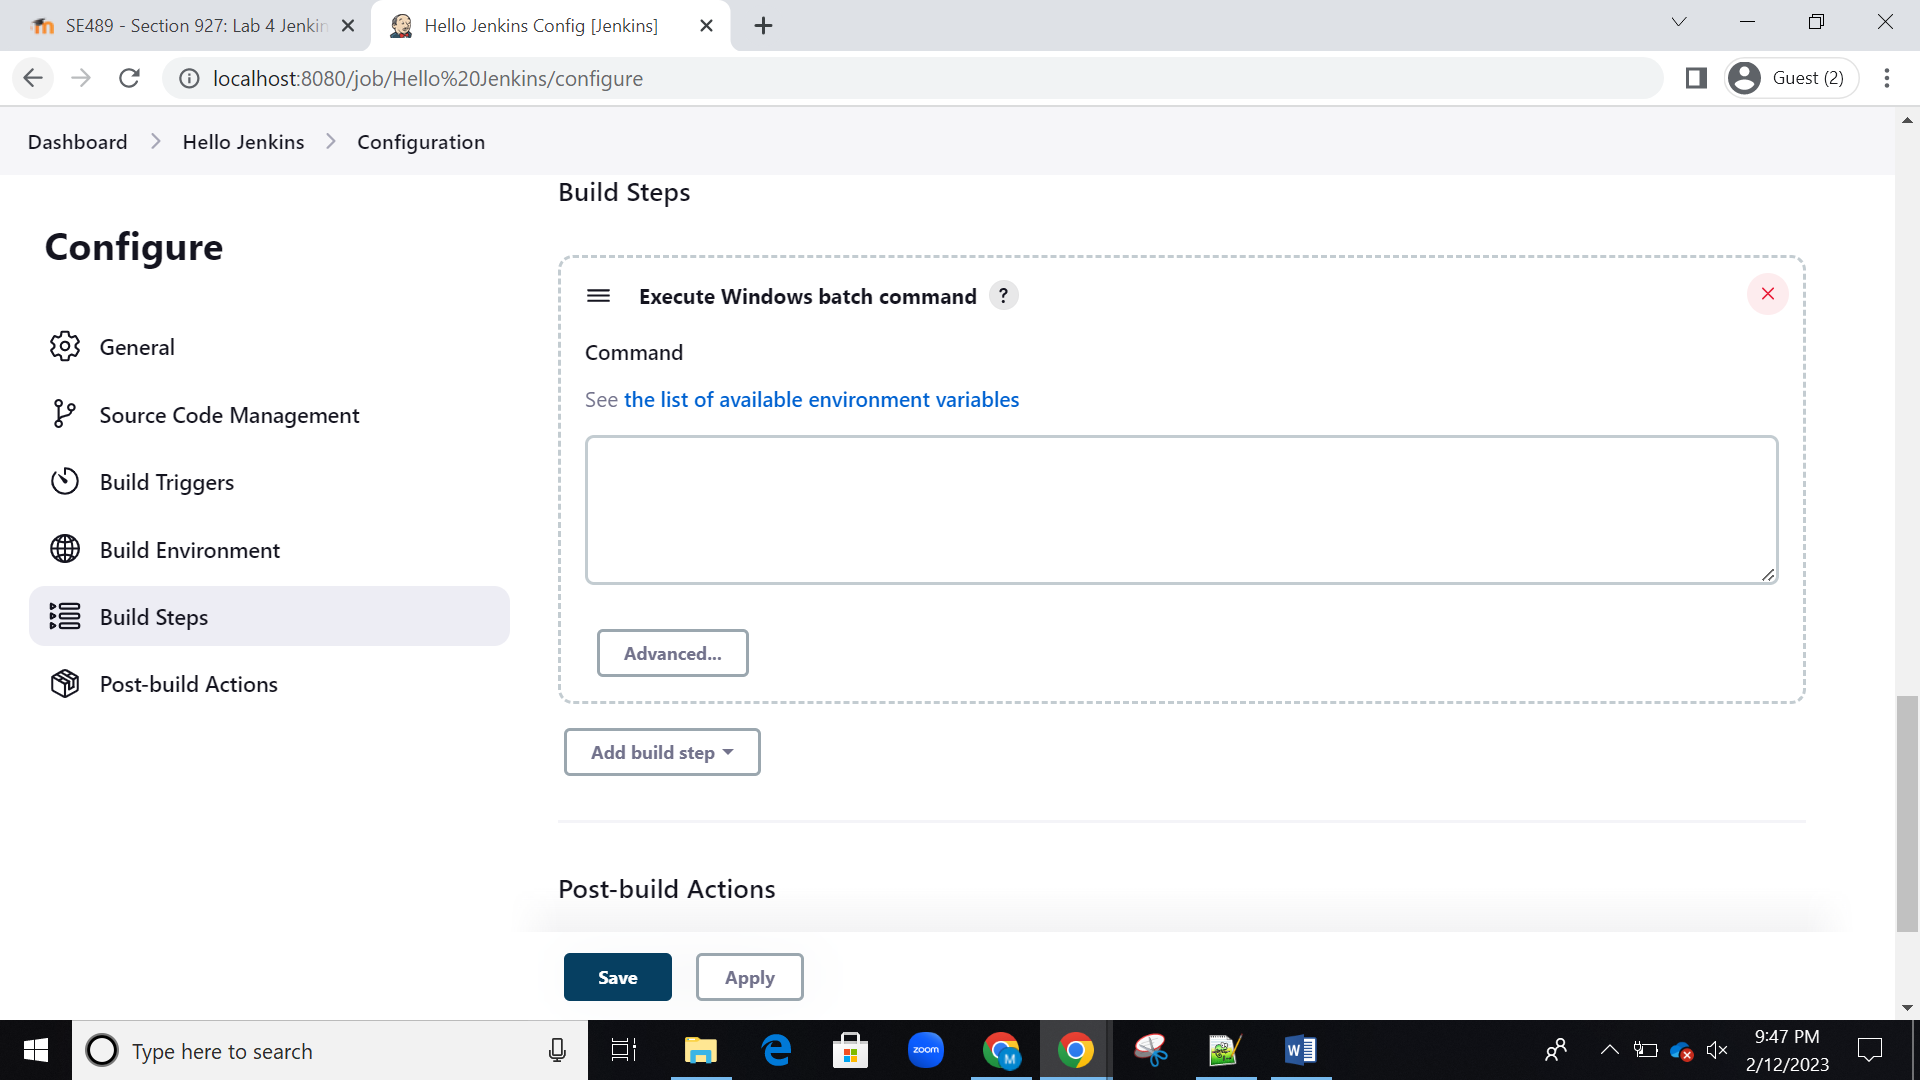 SE489 - Section 927: Lab 4 Jenkin
Hello Jenkins Config [Jenkins]
localhost:8080/job/Hello%20Jenkins/configure
Guest (2)
Dashboard
Hello Jenkins
Configuration
Configure
General
Source Code Management
Build Triggers
Build Environment
Build Steps
Post-build Actions
Build Steps
Execute Windows batch command ?
Command
See the list of available environment variables
Advanced...
Add build step
Post-build Actions
Save
Apply
Type here to search
zoom
M
W
9:47 PM
2/12/2023